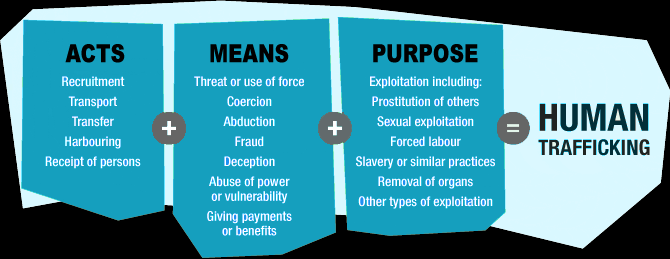 ACTS
Recruitment
Transport
Transfer
Harbouring
Receipt of persons
+
MEANS
Threat or use of force
Coercion
Abduction
Fraud
Deception
Abuse of power
or vulnerability
Giving payments
or benefits
+
PURPOSE
Exploitation including:
Prostitution of others
Sexual exploitation
Forced labour
Slavery or similar practices
Removal of organs
Other types of exploitation
=
HUMAN
TRAFFICKING